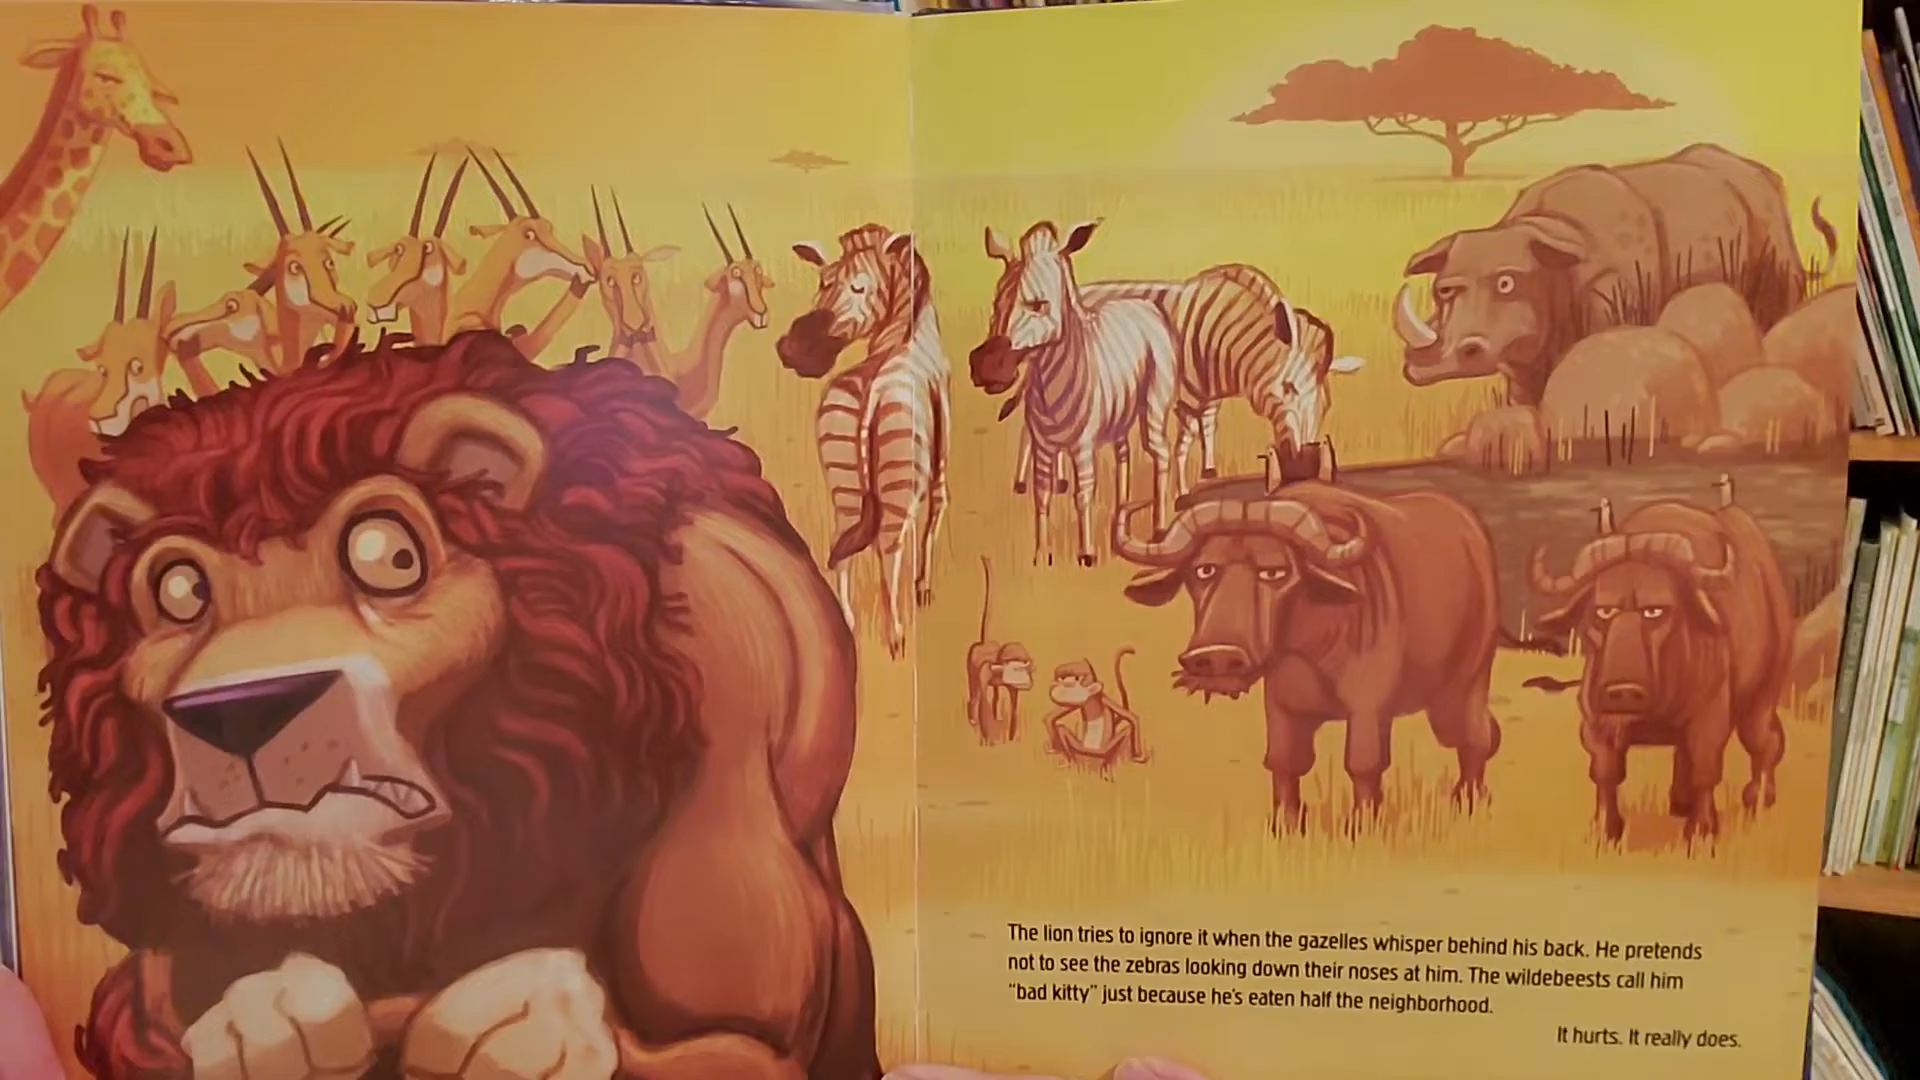 The lion tries to ignore it when the gazelles whisper behind his back. He pretends
not to see the zebras looking down their noses at him. The wildebeests call him
“bad kitty” just because he's eaten half the neighborhood.
It hurts. It really does.